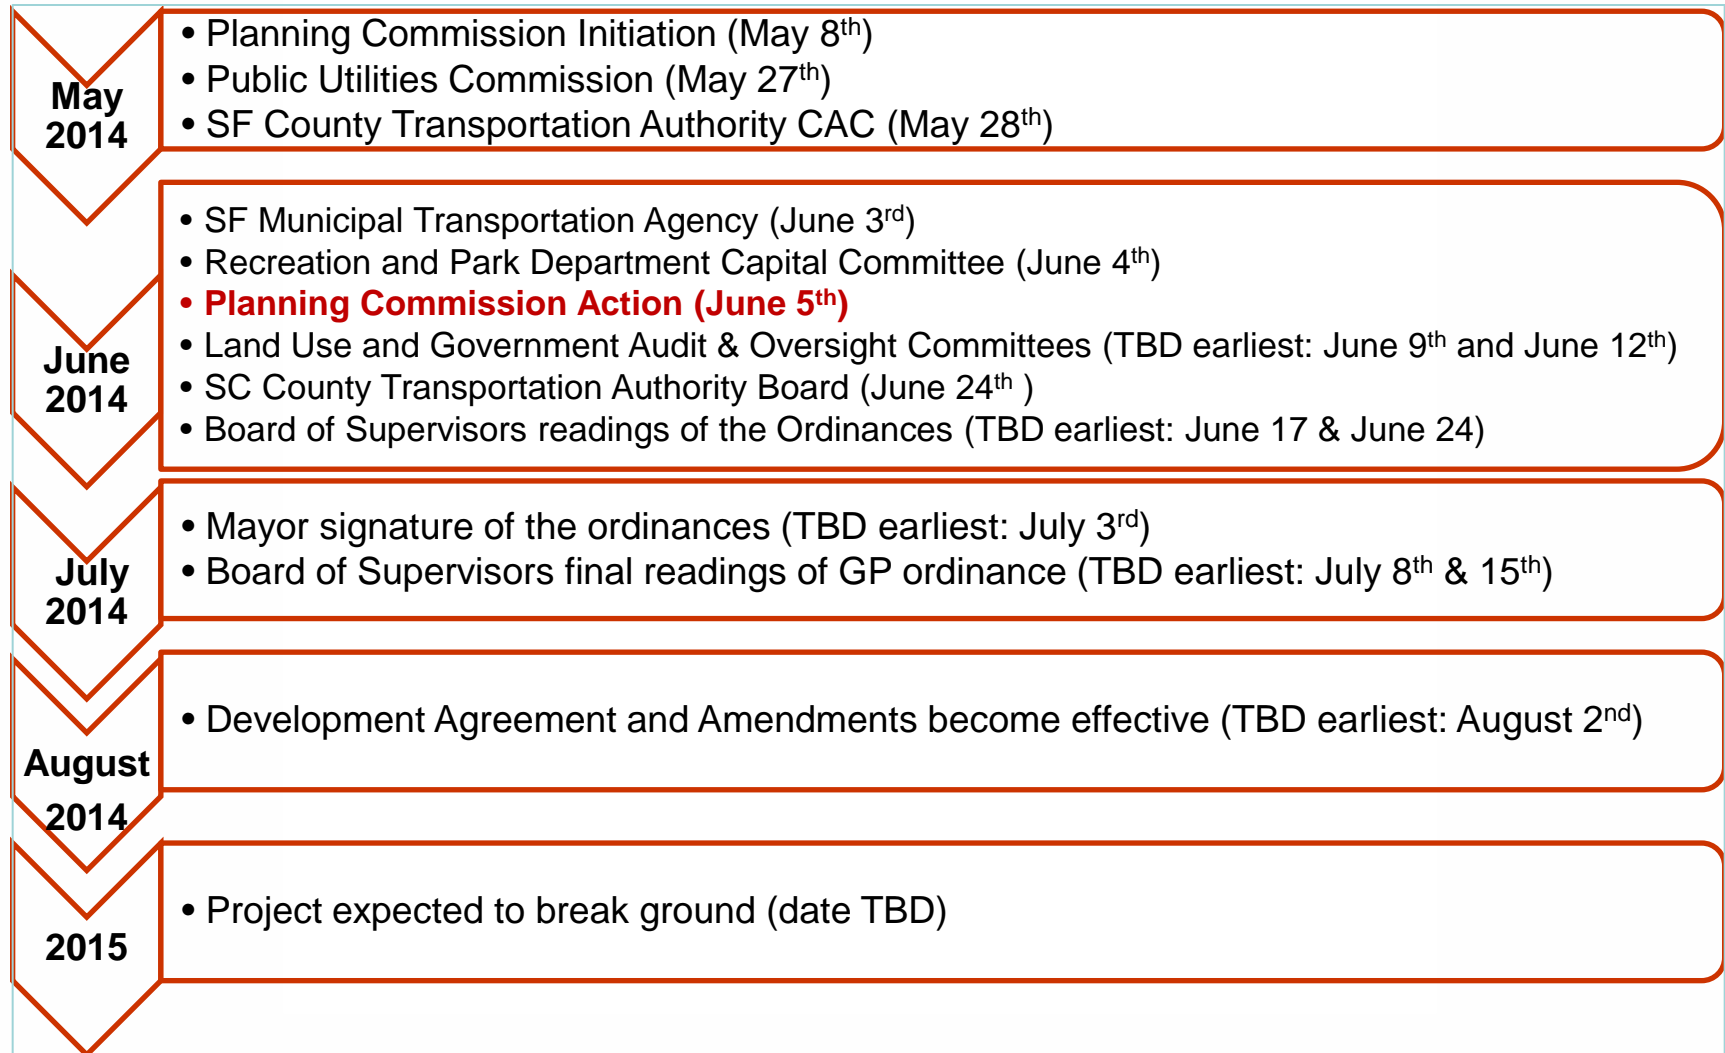 May
2014
• Planning Commission Initiation (May 8th)
• Public Utilities Commission (May 27th)
• SF County Transportation Authority CAC (May 28th)
June
2014
• SF Municipal Transportation Agency (June 3rd)
• Recreation and Park Department Capital Committee (June 4th)
• Planning Commission Action (June 5th)
• Land Use and Government Audit & Oversight Committees (TBD earliest: June 9th and June 12th)
• SC County Transportation Authority Board (June 24th )
• Board of Supervisors readings of the Ordinances (TBD earliest: June 17 & June 24)
July
2014
• Mayor signature of the ordinances (TBD earliest: July 3rd)
• Board of Supervisors final readings of GP ordinance (TBD earliest: July 8th & 15th)
August
2014
• Development Agreement and Amendments become effective (TBD earliest: August 2nd)
2015
• Project expected to break ground (date TBD)